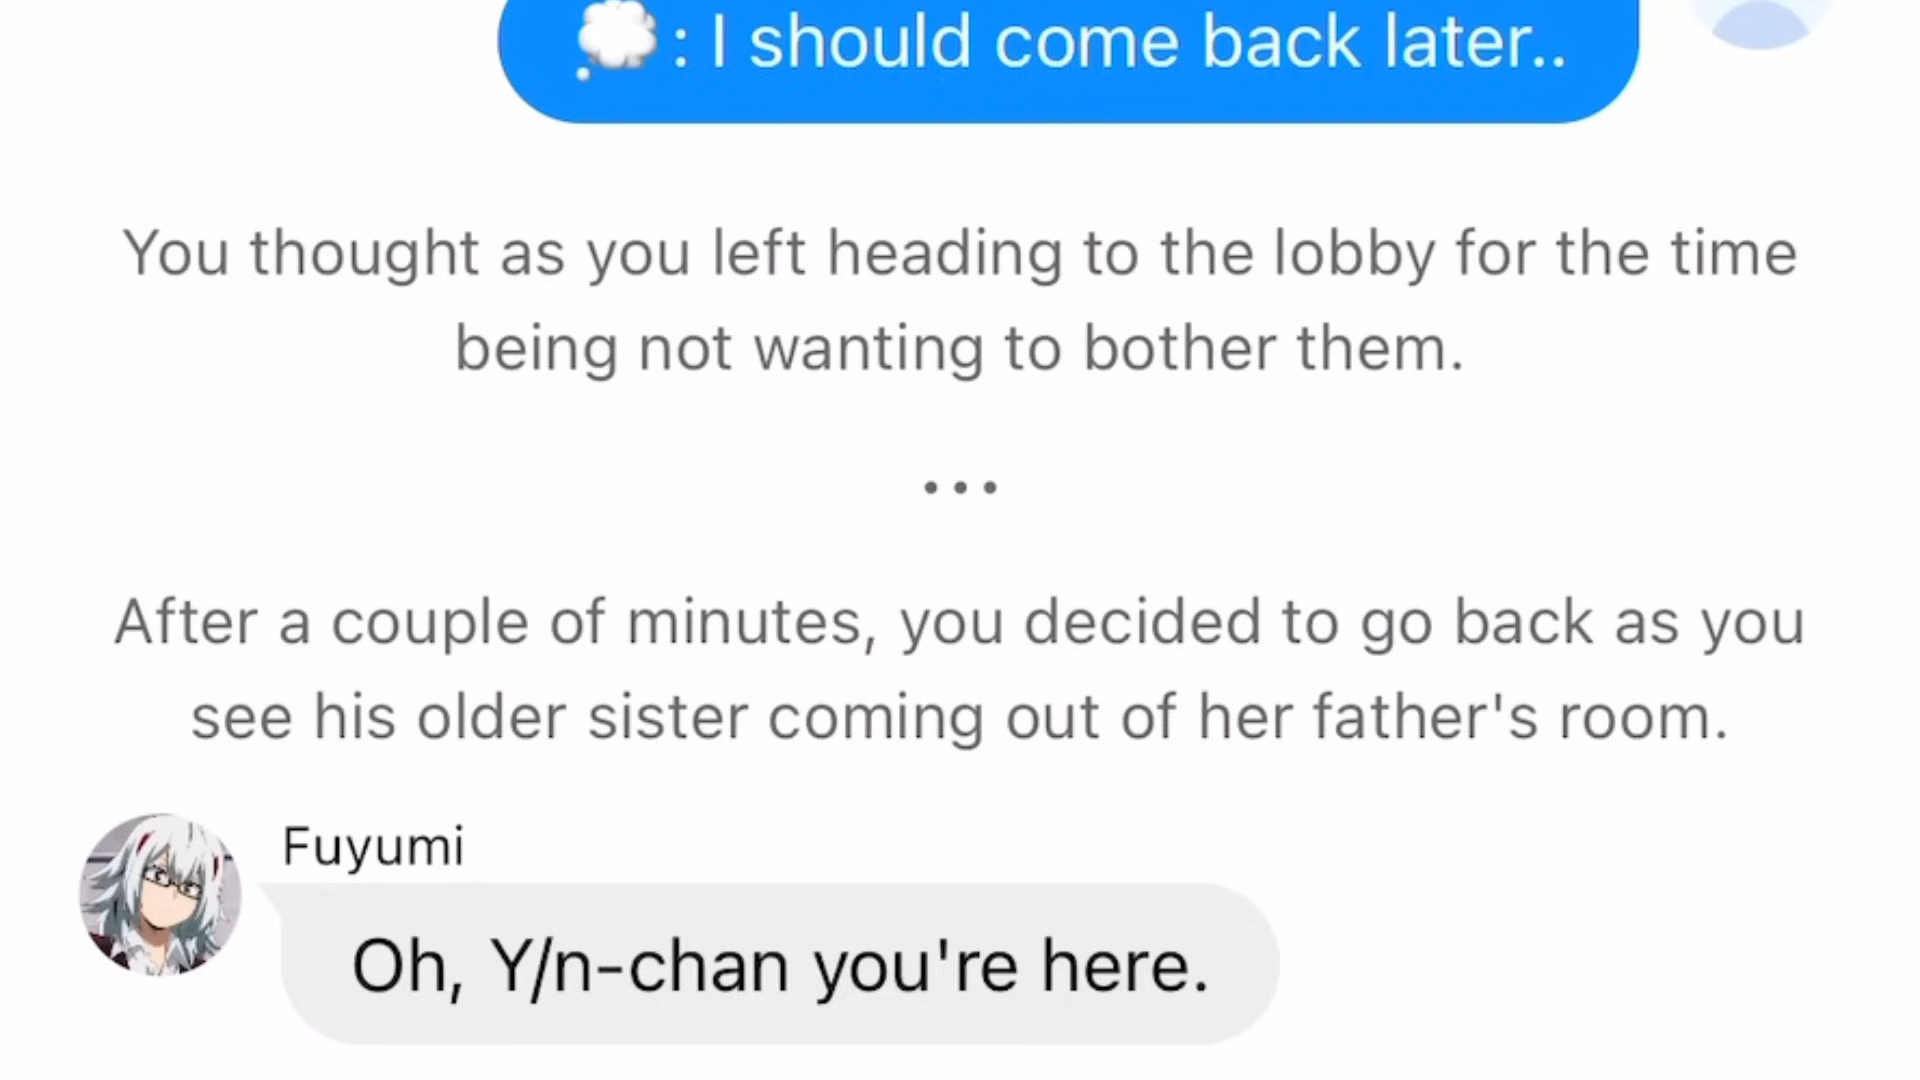 💭: I should come back later..
You thought as you left heading to the lobby for the time
being not wanting to bother them.
...
After a couple of minutes, you decided to go back as you
see his older sister coming out of her father's room.
Fuyumi
Oh, Y/n-chan you're here.